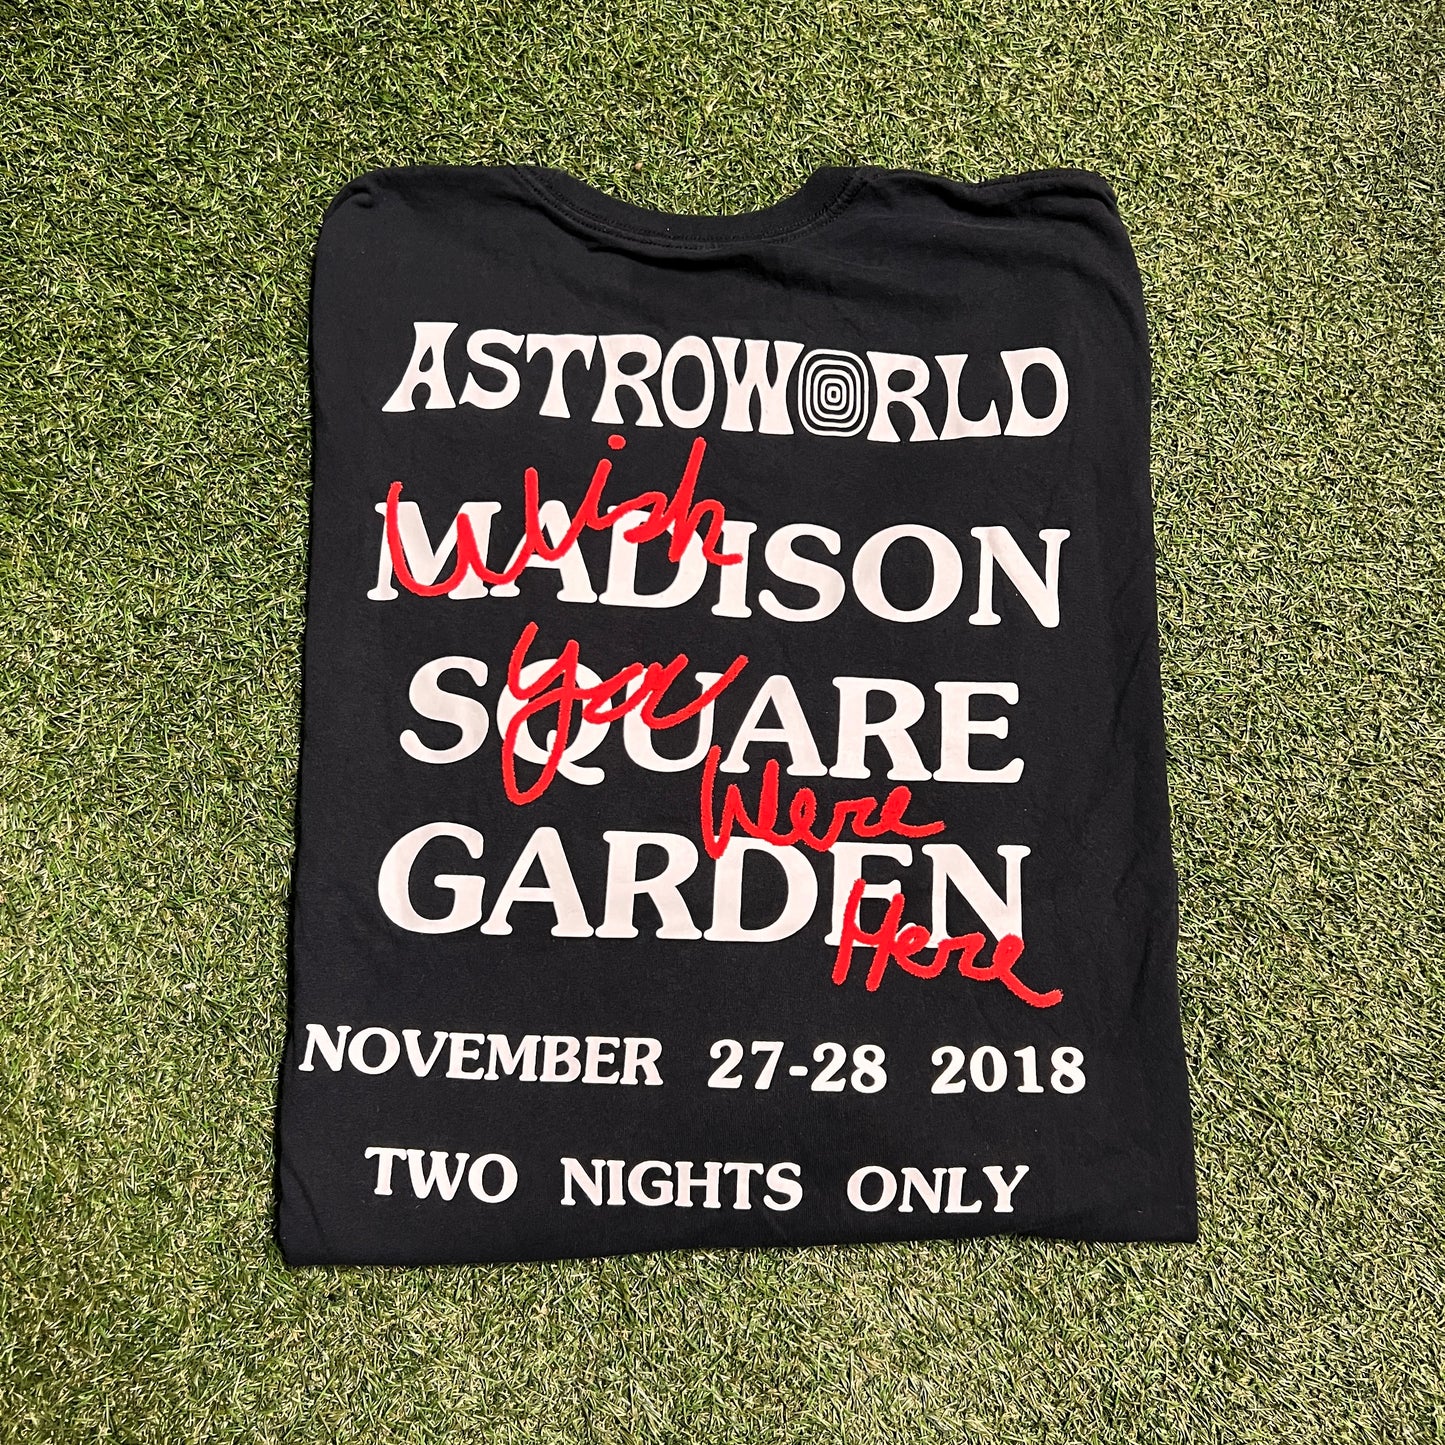 ASTROWORLD
Wish
MADISON
you
SQUARE
Were
GARDEN
Here
NOVEMBER 27-28 2018
TWO NIGHTS ONLY